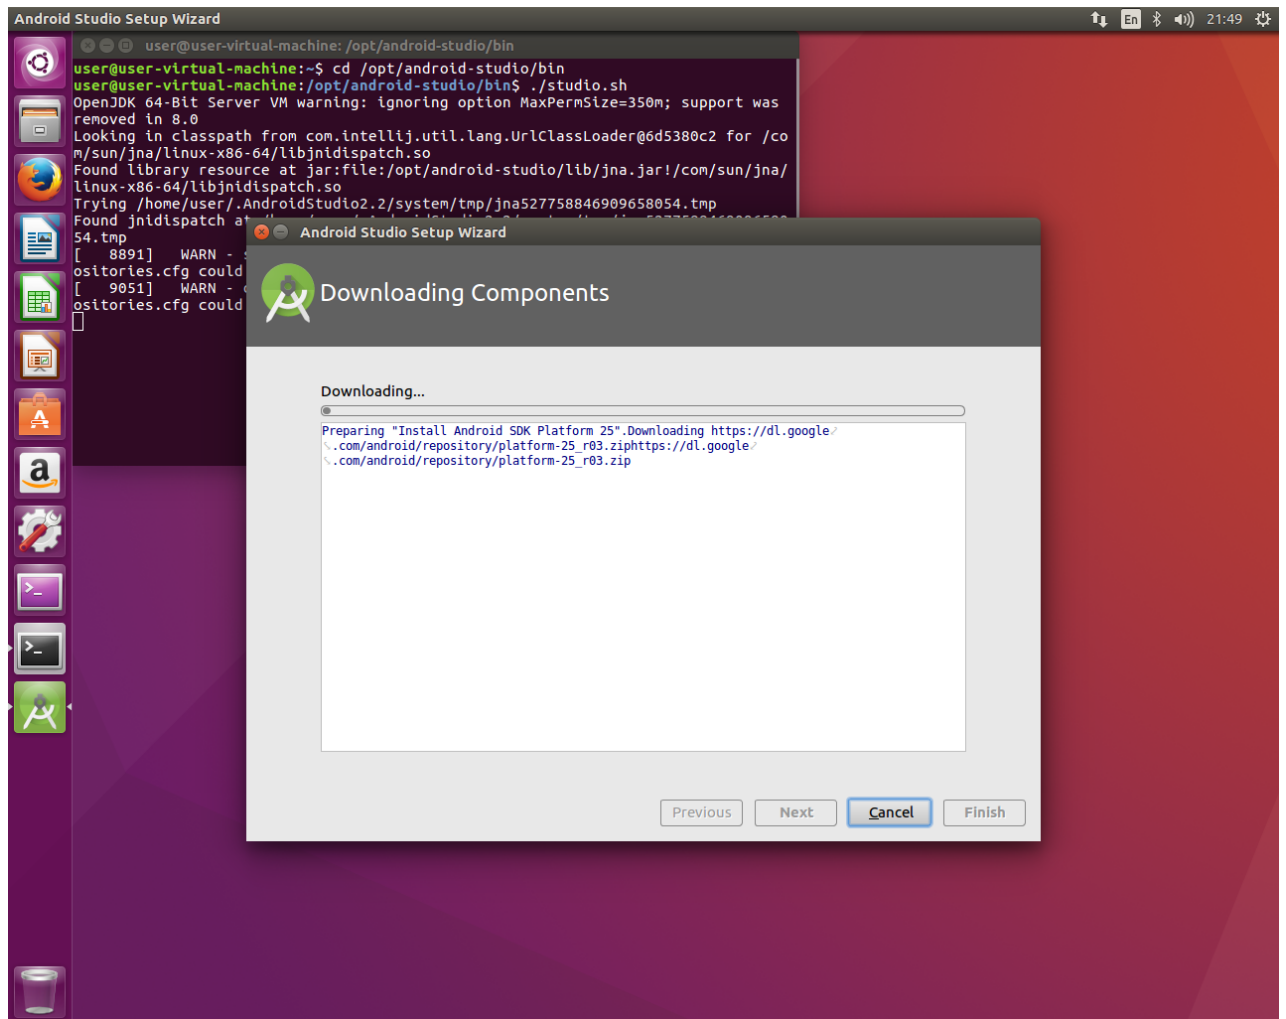 Android Studio Setup Wizard
En
21:49
user@user-virtual-machine: /opt/android-studio/bin
user@user-virtual-machine:~$ cd /opt/android-studio/bin
user@user-virtual-machine:/opt/android-studio/bin$ ./studio.sh
OpenJDK 64-Bit Server VM warning: ignoring option MaxPermSize=350m; support was
removed in 8.0
Looking in classpath from com.intellij.util.lang.UrlClassLoader@6d5380c2 for /co
m/sun/jna/linux-x86-64/libjnidispatch.so
Found library resource at jar:file:/opt/android-studio/lib/jna.jar!/com/sun/jna/
linux-x86-64/libjnidispatch.so
Trying /home/user/.AndroidStudio2.2/system/tmp/jna527758846909658054.tmp
Found jnidispatch at
54.tmp
[ 8891] WARN -
ositories.cfg could
[ 9051] WARN -
ositories.cfg could
Android Studio Setup Wizard
Downloading Components
Downloading...
Preparing "Install Android SDK Platform 25".Downloading https://dl.google
.com/android/repository/platform-25_r03.ziphttps://dl.google
.com/android/repository/platform-25_r03.zip
Previous
Next
Cancel
Finish